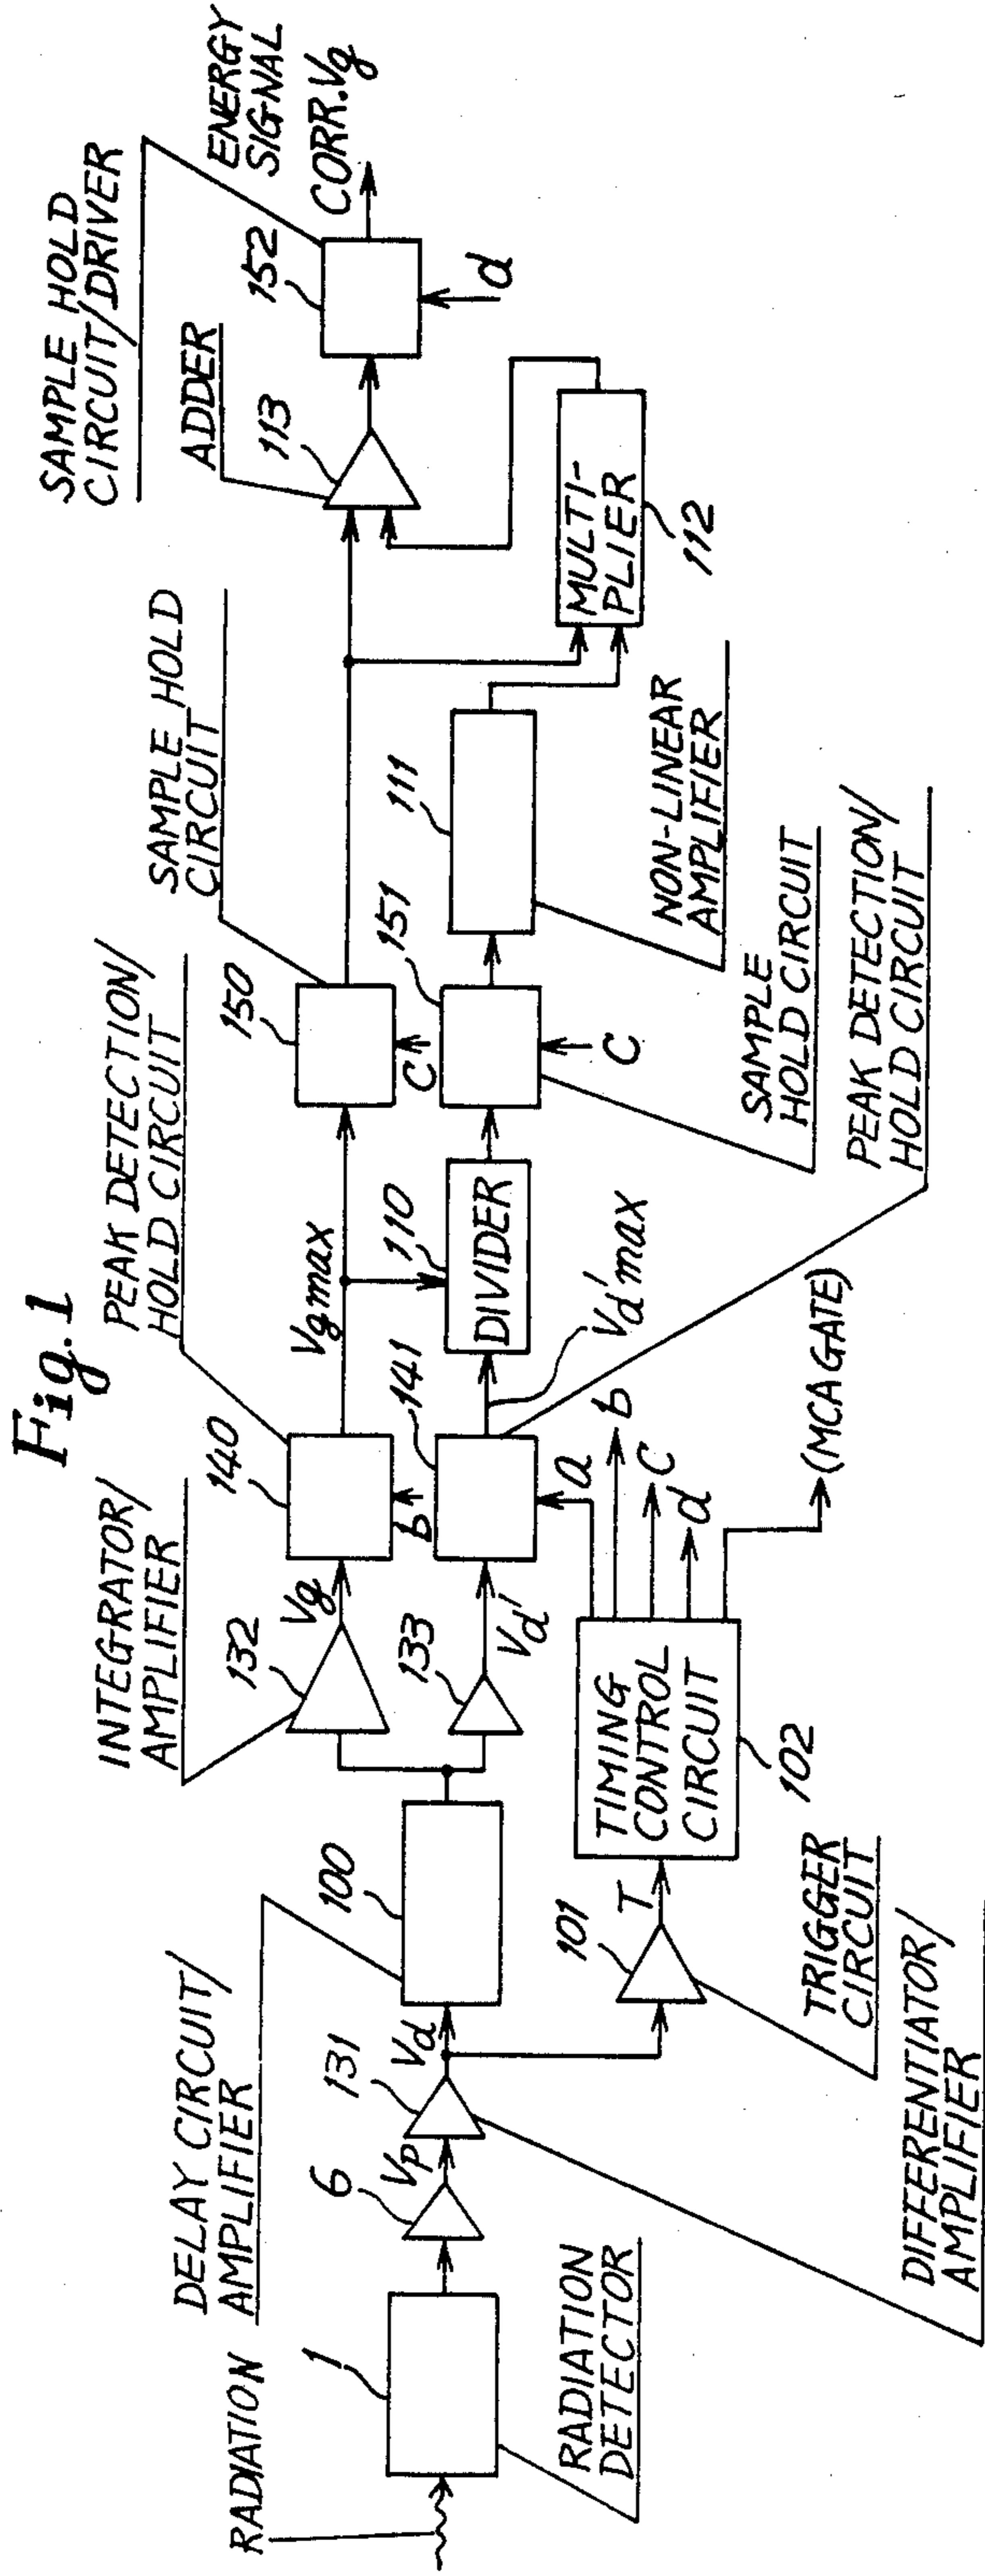 Fig. 1
RADIATION
1
RADIATION
DETECTOR
6
Vp
DELAY CIRCUIT/
AMPLIFIER
131
Vd
100
DIFFERENTIATOR/
AMPLIFIER
101
T
TRIGGER
CIRCUIT
TIMING
CONTROL
CIRCUIT
102
INTEGRATOR/
AMPLIFIER
132
Vg
133
Vd'
140
b
141
a
b
c
d
(MCA GATE)
PEAK DETECTION/
HOLD CIRCUIT
Vg max
110
DIVIDER
Vd'max
PEAK DETECTION/
HOLD CIRCUIT
SAMPLE HOLD
CIRCUIT
150
c
151
c
SAMPLE
HOLD CIRCUIT
111
NON-LINEAR
AMPLIFIER
MULTI-
PLIER
112
ADDER
113
SAMPLE HOLD
CIRCUIT/DRIVER
152
d
ENERGY
SIGNAL
CORR.Vg